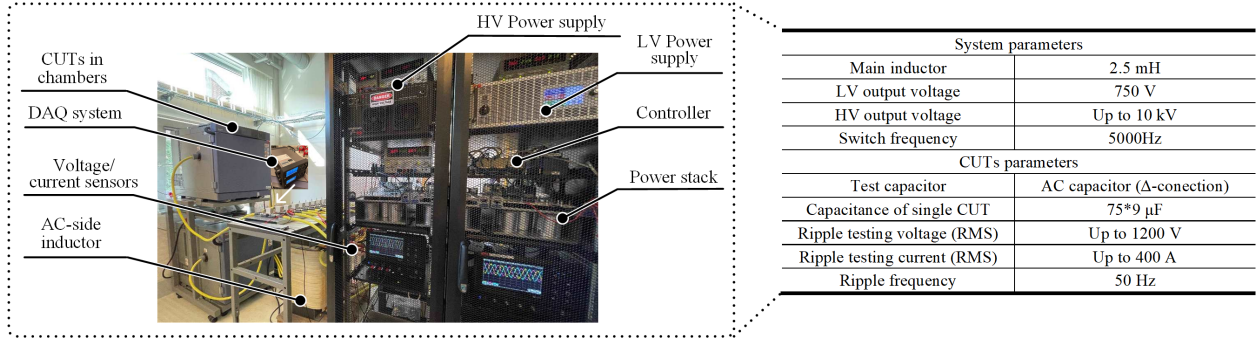 HV Power supply
LV Power
supply
CUTs in
chambers
DAQ system
Controller
Voltage/
current sensors
Power stack
AC-side
inductor
DANGER
System parameters
Main inductor 2.5 mH
LV output voltage 750 V
HV output voltage Up to 10 kV
Switch frequency 5000Hz
CUTs parameters
Test capacitor AC capacitor (Δ-conection)
Capacitance of single CUT 75*9 μF
Ripple testing voltage (RMS) Up to 1200 V
Ripple testing current (RMS) Up to 400 A
Ripple frequency 50 Hz